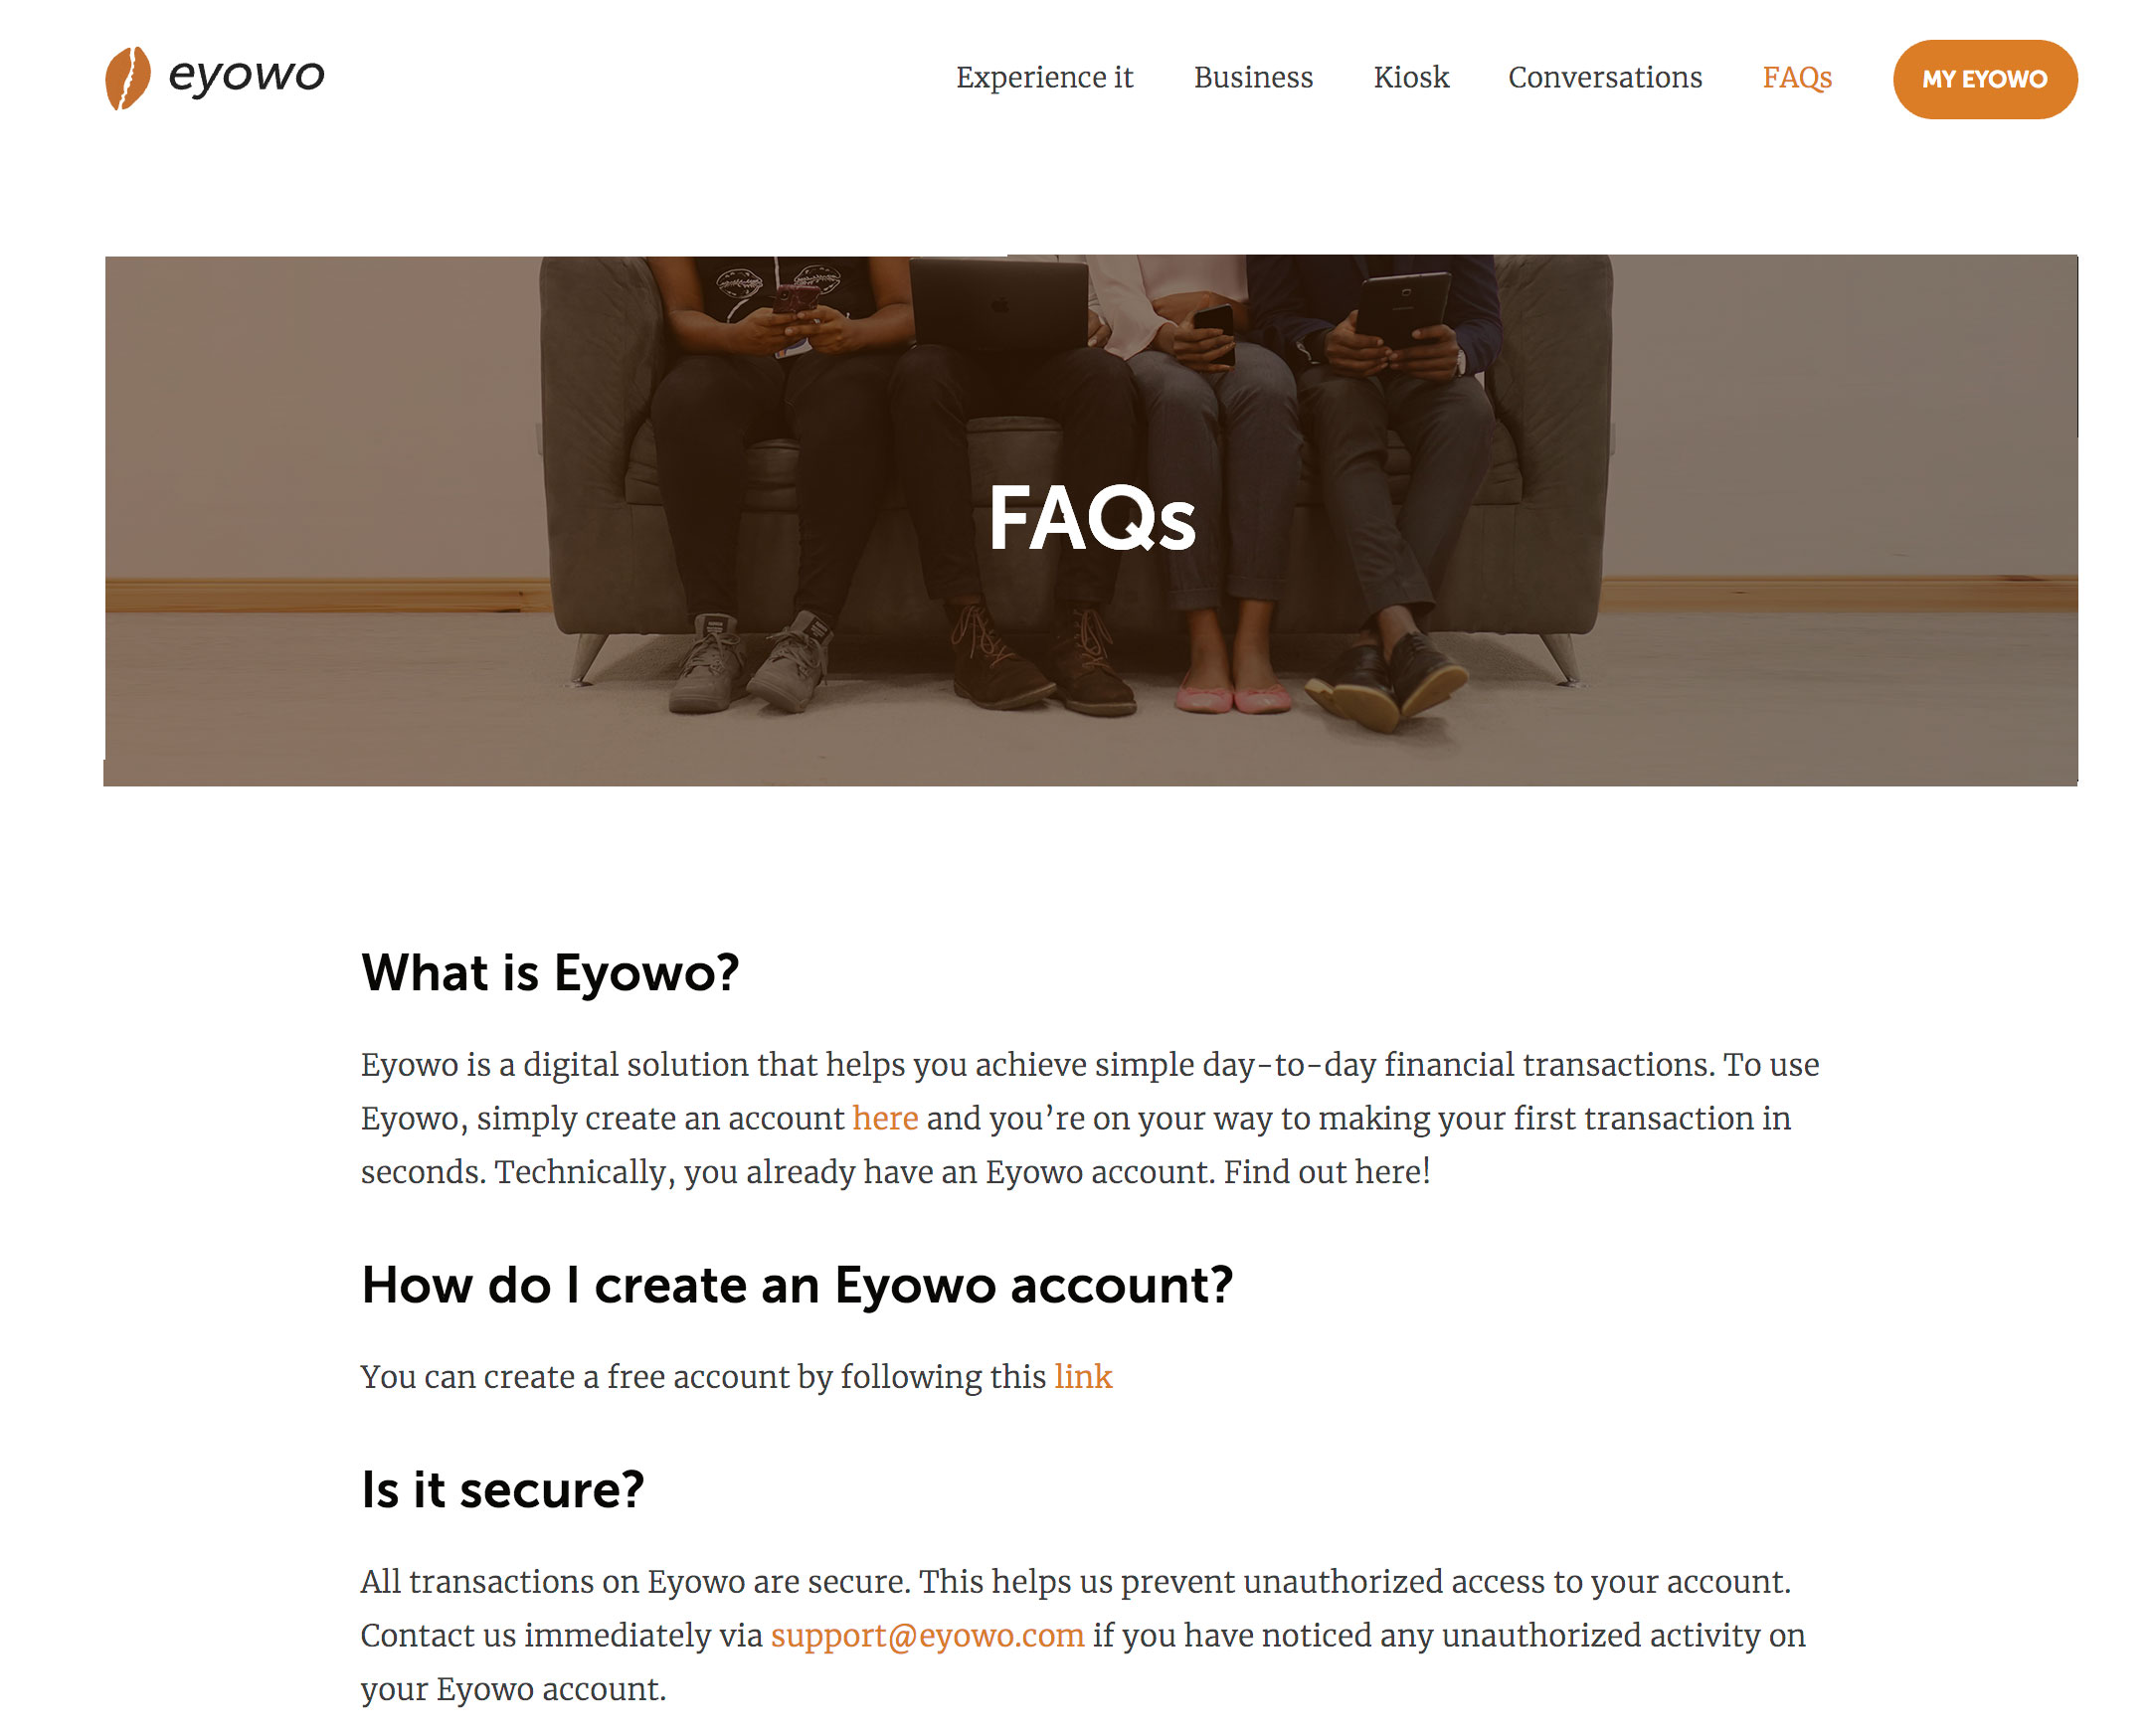 eyowo
Experience it
Business
Kiosk
Conversations
FAQs
MY EYOWO
FAQs
What is Eyowo?
Eyowo is a digital solution that helps you achieve simple day-to-day financial transactions. To use
Eyowo, simply create an account here and you’re on your way to making your first transaction in
seconds. Technically, you already have an Eyowo account. Find out here!
How do I create an Eyowo account?
You can create a free account by following this link
Is it secure?
All transactions on Eyowo are secure. This helps us prevent unauthorized access to your account.
Contact us immediately via support@eyowo.com if you have noticed any unauthorized activity on
your Eyowo account.